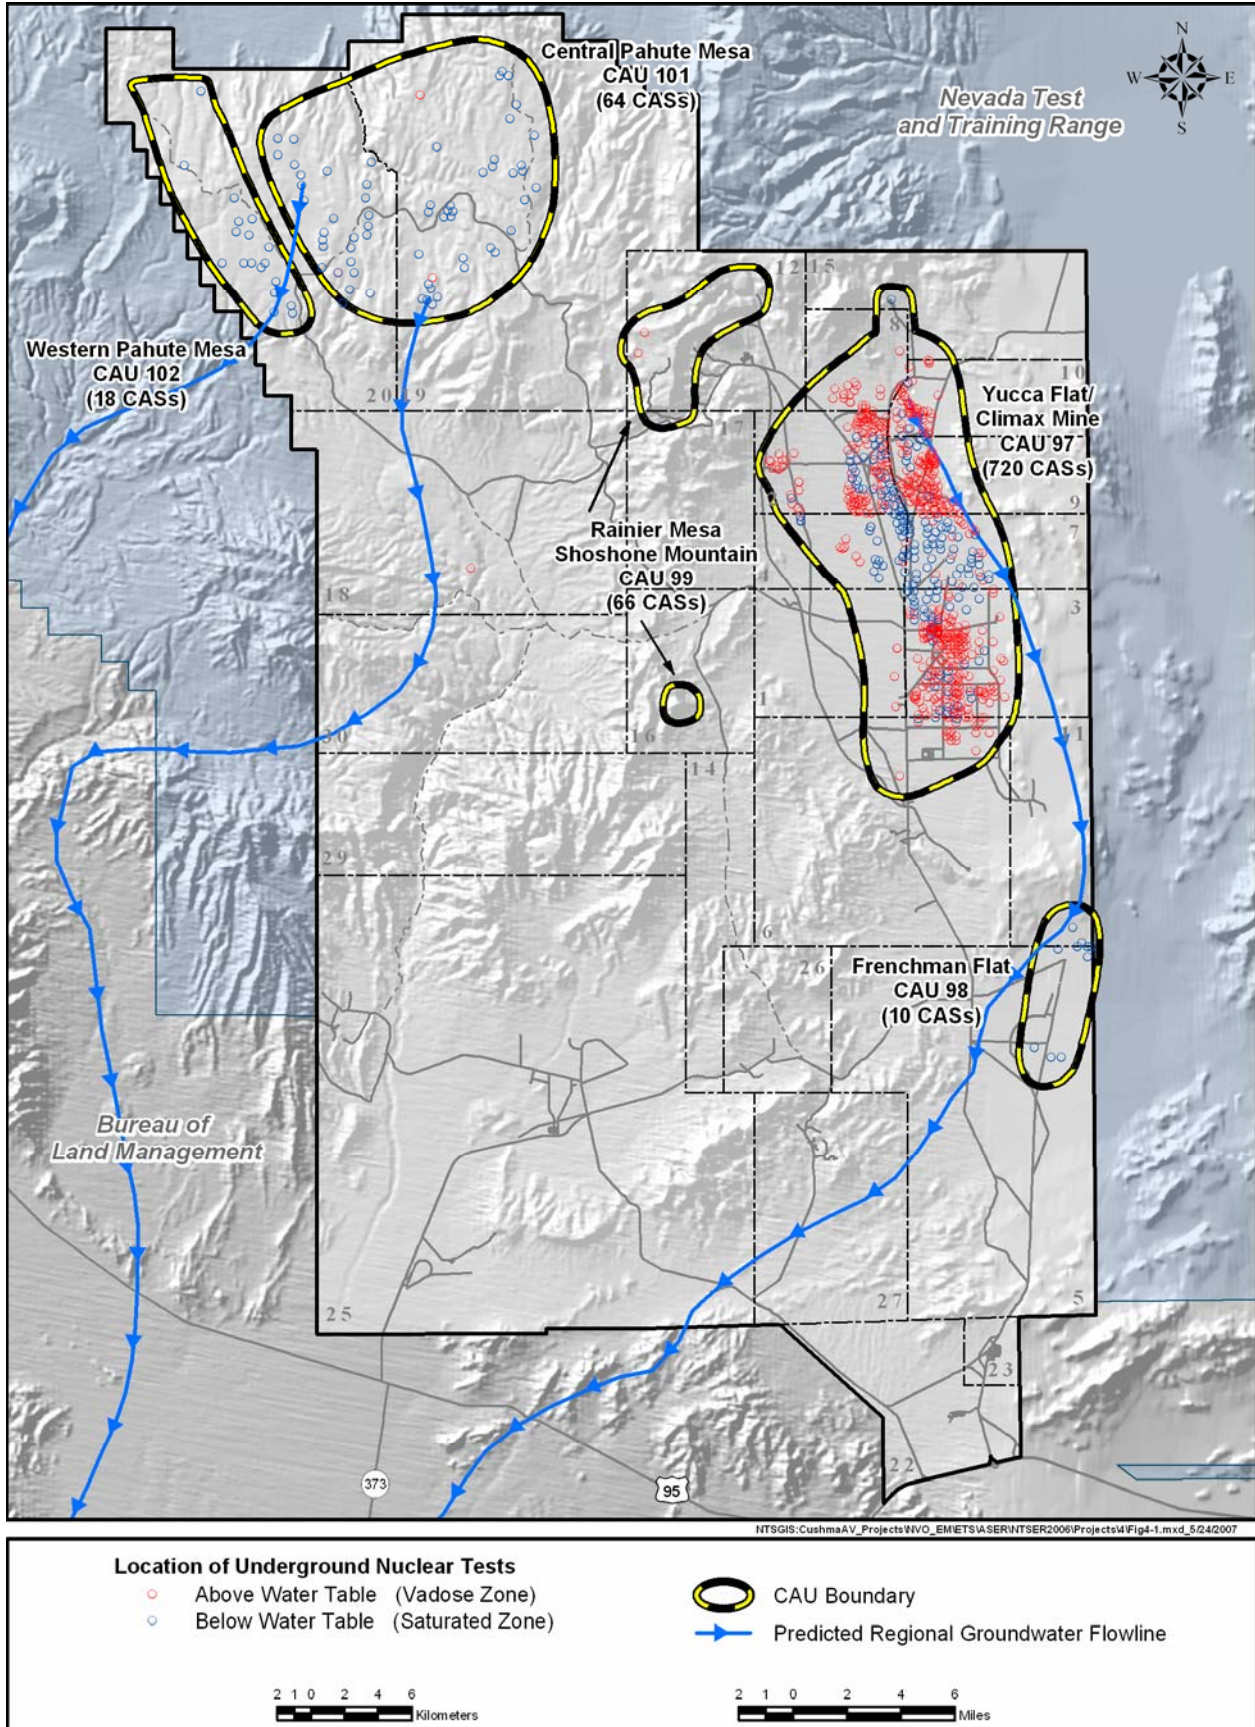 Central Pahute Mesa
CAU 101
(64 CASs)
N
W
E
S
Nevada Test
and Training Range
12
15
8
Western Pahute Mesa
CAU 102
(18 CASs)
20
19
17
10
Yucca Flat/
Climax Mine
CAU 97
(720 CASs)
2
9
7
Rainier Mesa
Shoshone Mountain
CAU 99
(66 CASs)
18
4
3
1
30
16
14
11
29
6
26
Frenchman Flat
CAU 98
(10 CASs)
Bureau of
Land Management
25
27
5
23
22
373
95
NTSGIS:CushmaAV_Projects\NVO_EM\ETS\ASER\NTSER2006\Projects\4\Fig4-1.mxd_5/24/2007
Location of Underground Nuclear Tests
Above Water Table (Vadose Zone)
Below Water Table (Saturated Zone)
CAU Boundary
Predicted Regional Groundwater Flowline
2 1 0 2 4 6
Kilometers
2 1 0 2 4 6
Miles